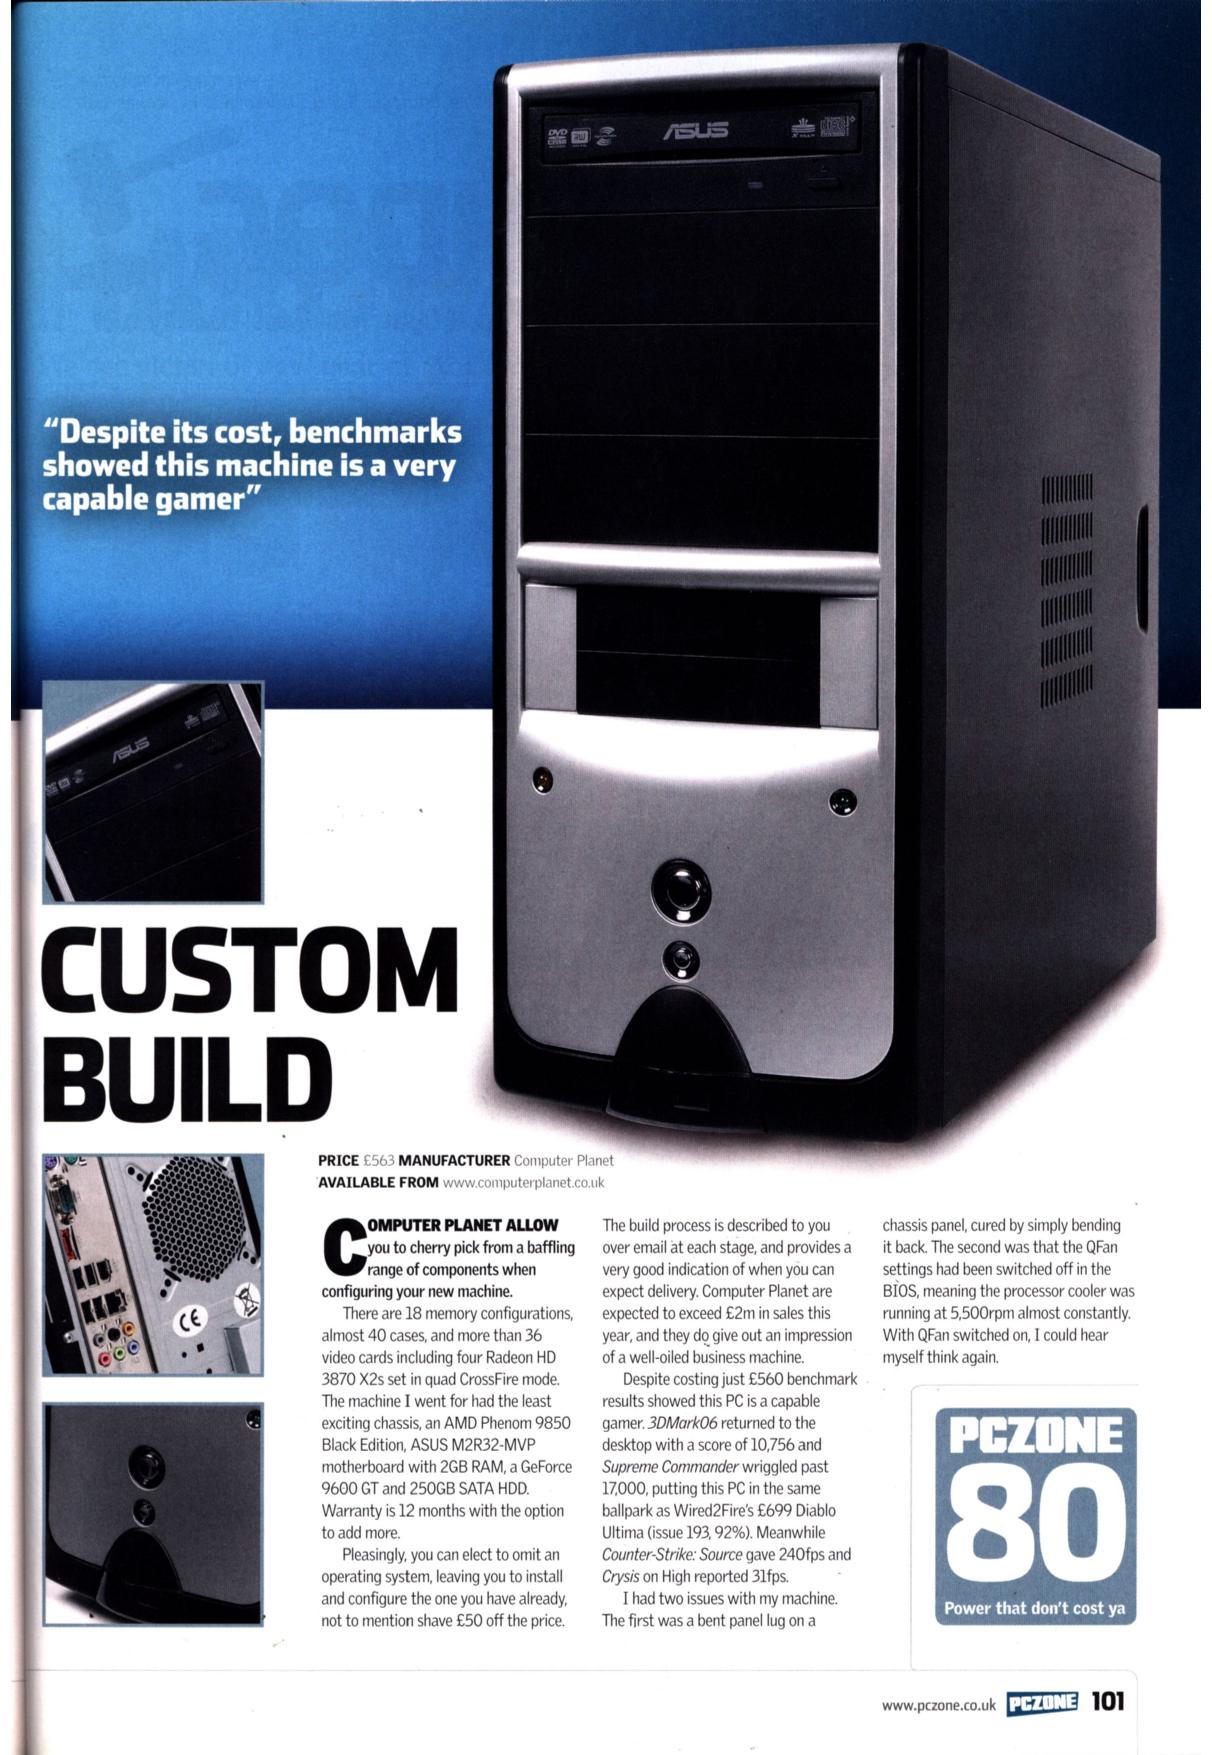 ASUS
"Despite its cost, benchmarks
showed this machine is a very
capable gamer"
ASUS
CUSTOM
BUILD
PRICE £563 MANUFACTURER Computer Planet
AVAILABLE FROM www.computerplanet.co.uk
COMPUTER PLANET ALLOW
you to cherry pick from a baffling
range of components when
configuring your new machine.
There are 18 memory configurations,
almost 40 cases, and more than 36
video cards including four Radeon HD
3870 X2s set in quad CrossFire mode.
The machine I went for had the least
exciting chassis, an AMD Phenom 9850
Black Edition, ASUS M2R32-MVP
motherboard with 2GB RAM, a GeForce
9600 GT and 250GB SATA HDD.
Warranty is 12 months with the option
to add more.
Pleasingly, you can elect to omit an
operating system, leaving you to install
and configure the one you have already,
not to mention shave £50 off the price.
The build process is described to you
over email at each stage, and provides a
very good indication of when you can
expect delivery. Computer Planet are
expected to exceed £2m in sales this
year, and they do give out an impression
of a well-oiled business machine.
Despite costing just £560 benchmark
results showed this PC is a capable
gamer. 3DMark06 returned to the
desktop with a score of 10,756 and
Supreme Commander wriggled past
17,000, putting this PC in the same
ballpark as Wired2Fire's £699 Diablo
Ultima (issue 193, 92%). Meanwhile
Counter-Strike: Source gave 240fps and
Crysis on High reported 31fps.
I had two issues with my machine.
The first was a bent panel lug on a
chassis panel, cured by simply bending
it back. The second was that the QFan
settings had been switched off in the
BIOS, meaning the processor cooler was
running at 5,500rpm almost constantly.
With QFan switched on, I could hear
myself think again.
PCZONE
80
Power that don't cost ya
www.pczone.co.uk PCZONE 101